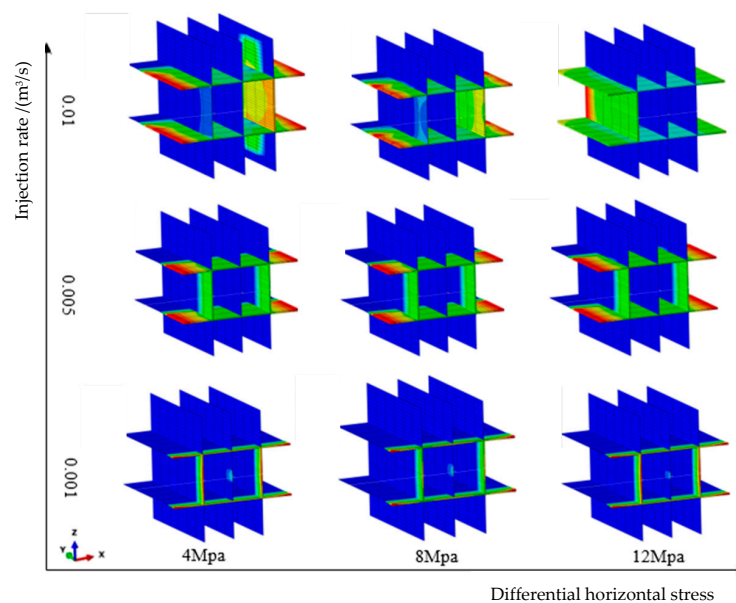 Injection rate /(m³/s)
0.01
0.005
0.001
Z
Y
X
4Mpa
8Mpa
12Mpa
Differential horizontal stress